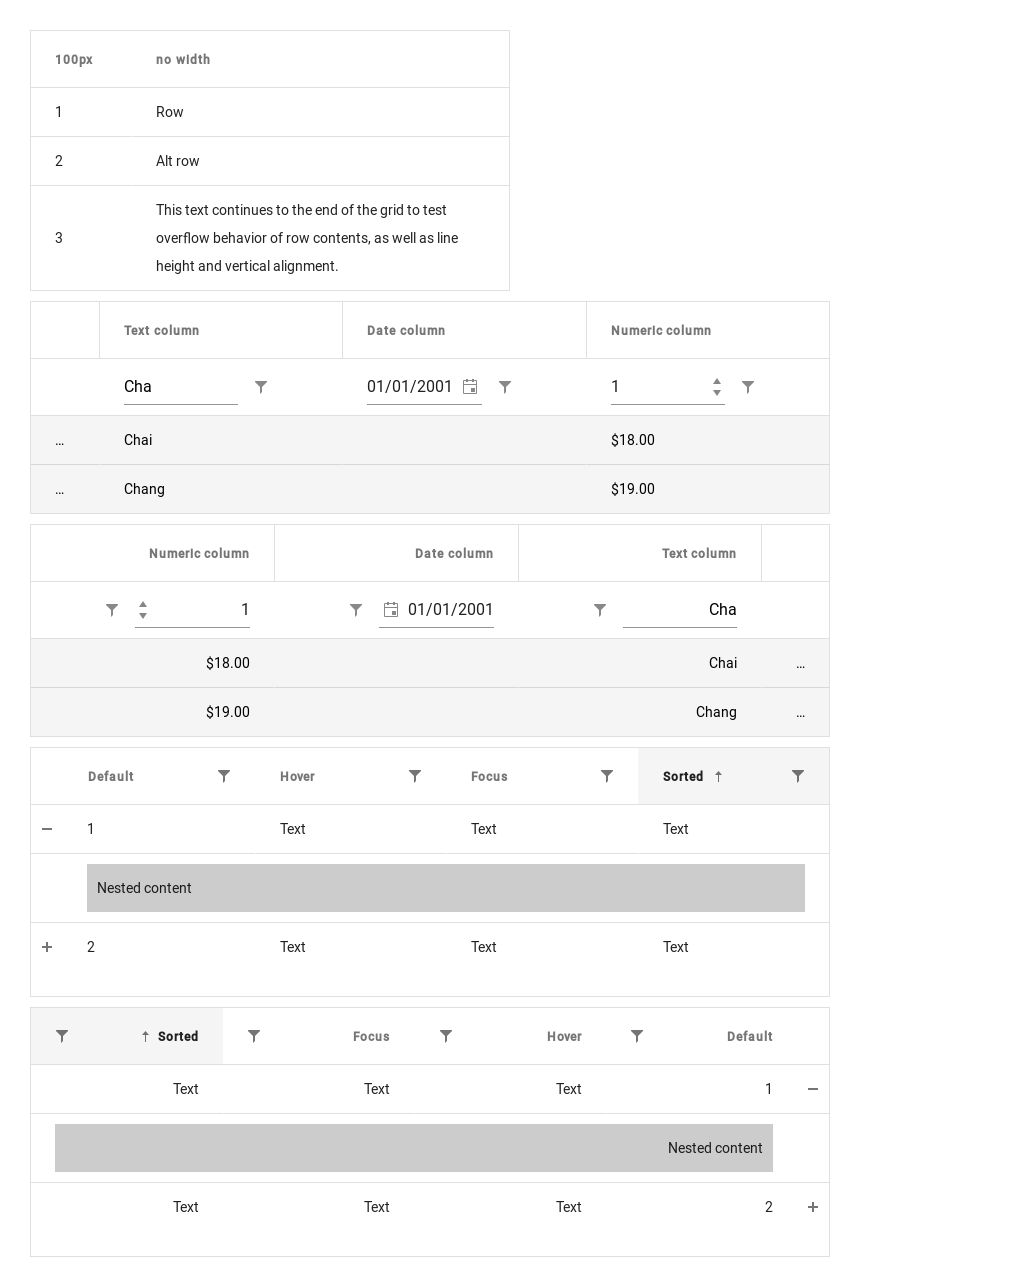 100px no width
1 Row
2 Alt row
This text continues to the end of the grid to test
3 overflow behavior of row contents, as well as line
height and vertical alignment.
Text column Date column Numeric column
Cha 01/01/2001 1
... Chai $18.00
... Chang $19.00
Numeric column Date column Text column
1 01/01/2001 Cha
$18.00 Chai ...
$19.00 Chang ...
Default Hover Focus Sorted ↑
1 Text Text Text
Nested content
2 Text Text Text
↑ Sorted Focus Hover Default
Text Text Text 1
Nested content
Text Text Text 2